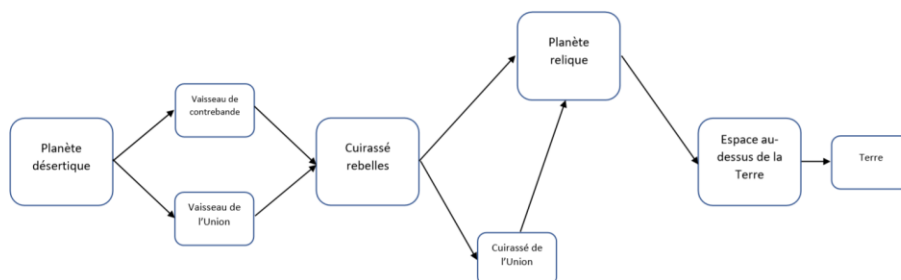 Planète
désertique
Vaisseau de
contrebande
Vaisseau de
l'Union
Cuirassé
rebelles
Planète
relique
Cuirassé de
l'Union
Espace au-
dessus de la
Terre
Terre